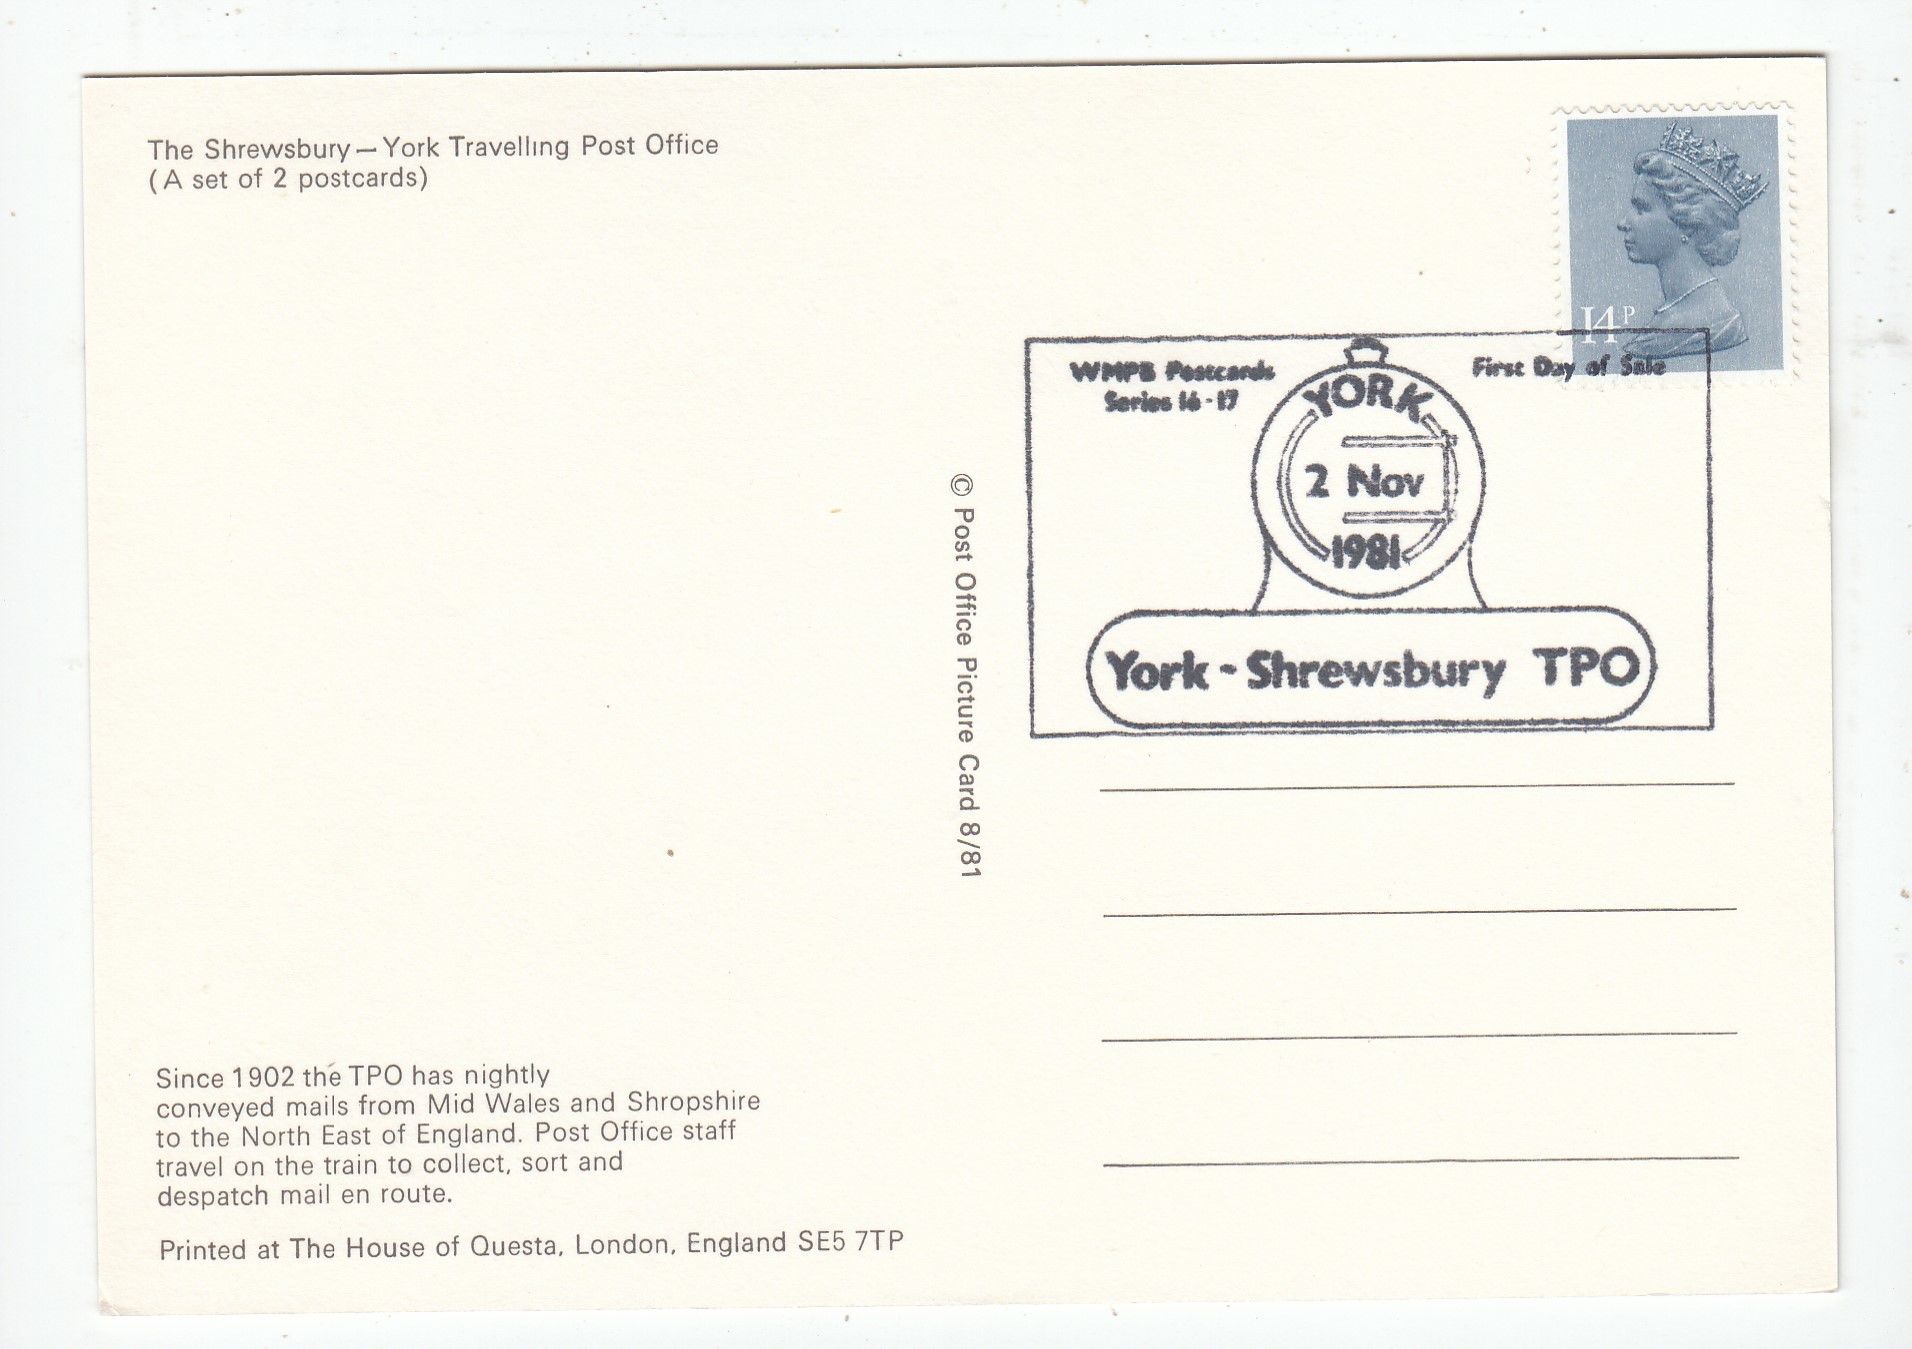 The Shrewsbury — York Travelling Post Office
(A set of 2 postcards)
14P
WMPB Postcards
Series 16-17
First Day of Sale
YORK
2 Nov
1981
York - Shrewsbury TPO
© Post Office Picture Card 8/81
Since 1902 the TPO has nightly
conveyed mails from Mid Wales and Shropshire
to the North East of England. Post Office staff
travel on the train to collect, sort and
despatch mail en route.
Printed at The House of Questa, London, England SE5 7TP